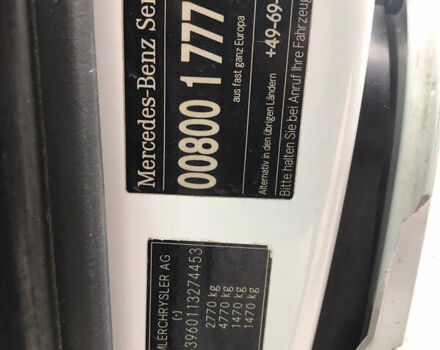 Mercedes-Benz Ser
00800 1 777
aus fast ganz Europa
Alternativ in den übrigen Ländern +49-69-
Bitte halten Sie bei Anruf Ihre Fahrzeug
MLERCHRYSLER AG
(-)
3960113274453
2770 kg
4770 kg
1470 kg
1470 kg